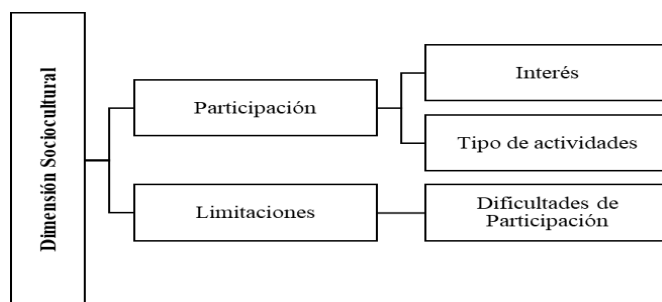 Dimensión Sociocultural
Participación
Interés
Tipo de actividades
Limitaciones
Dificultades de
Participación